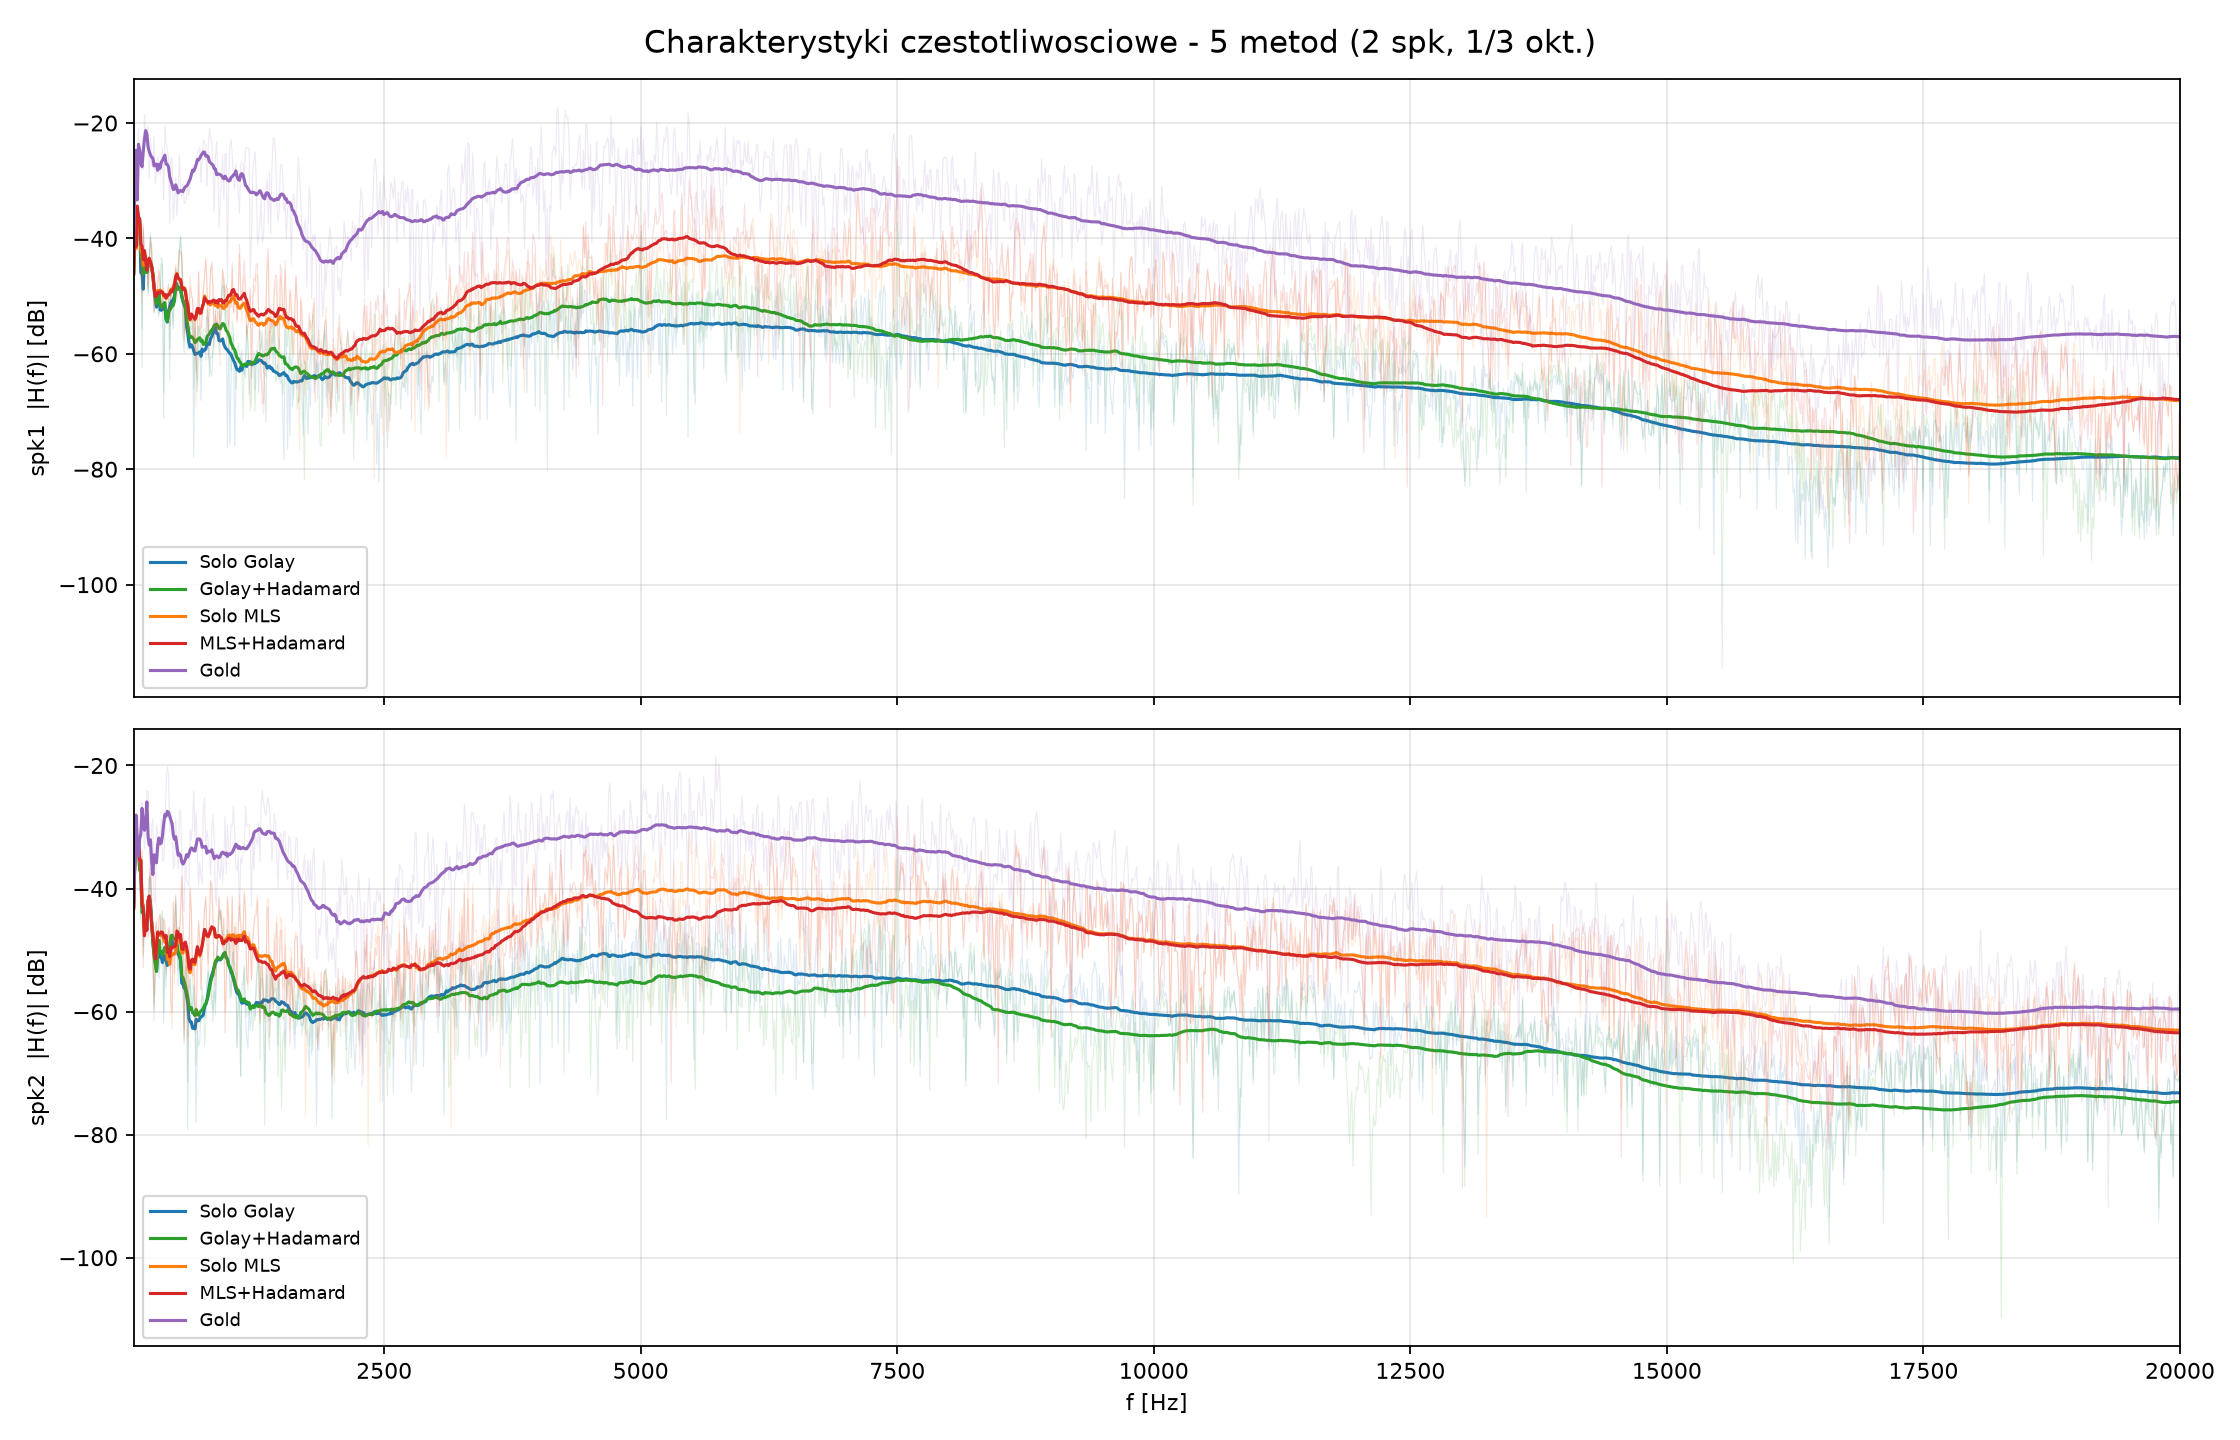 Charakterystyki czestotliwosciowe - 5 metod (2 spk, 1/3 okt.)
spk1 |H(f)| [dB]
−20
−40
−60
−80
−100
Solo Golay
Golay+Hadamard
Solo MLS
MLS+Hadamard
Gold
spk2 |H(f)| [dB]
−20
−40
−60
−80
−100
Solo Golay
Golay+Hadamard
Solo MLS
MLS+Hadamard
Gold
2500 5000 7500 10000 12500 15000 17500 20000
f [Hz]